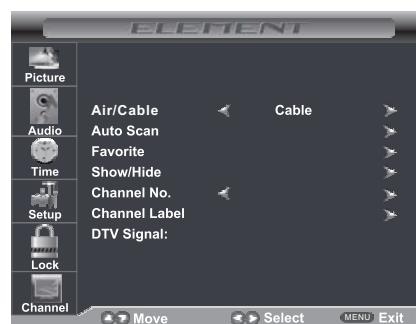 ELEMENT
Picture
Audio
Time
Setup
Lock
Channel
Air/Cable Cable
Auto Scan
Favorite
Show/Hide
Channel No.
Channel Label
DTV Signal:
Move Select MENU Exit